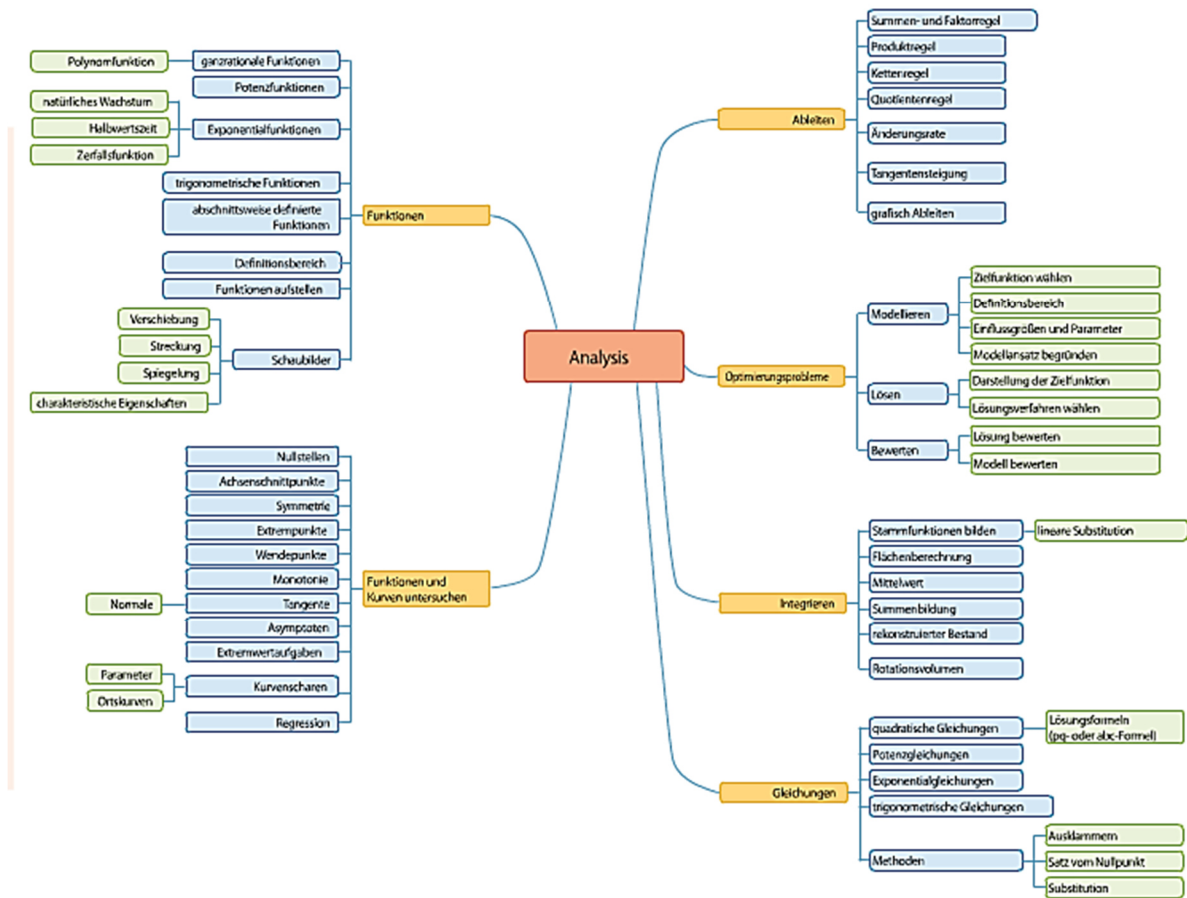 Analysis
Funktionen
ganzrationale Funktionen
Polynomfunktion
Potenzfunktionen
Exponentialfunktionen
natürliches Wachstum
Halbwertszeit
Zerfallsfunktion
trigonometrische Funktionen
abschnittsweise definierte
Funktionen
Definitionsbereich
Funktionen aufstellen
Schaubilder
Verschiebung
Streckung
Spiegelung
charakteristische Eigenschaften
Funktionen und
Kurven untersuchen
Nullstellen
Achsenschnittpunkte
Symmetrie
Extrempunkte
Wendepunkte
Monotonie
Tangente
Normale
Asymptoten
Extremwertaufgaben
Kurvenscharen
Parameter
Ortskurven
Regression
Ableiten
Summen- und Faktorregel
Produktregel
Kettenregel
Quotientenregel
Änderungsrate
Tangentensteigung
grafisch Ableiten
Optimierungsprobleme
Modellieren
Zielfunktion wählen
Definitionsbereich
Einflussgrößen und Parameter
Modellansatz begründen
Lösen
Darstellung der Zielfunktion
Lösungsverfahren wählen
Bewerten
Lösung bewerten
Modell bewerten
Integrieren
Stammfunktionen bilden
lineare Substitution
Flächenberechnung
Mittelwert
Summenbildung
rekonstruierter Bestand
Rotationsvolumen
Gleichungen
quadratische Gleichungen
Lösungsformeln
(pq- oder abc-Formel)
Potenzgleichungen
Exponentialgleichungen
trigonometrische Gleichungen
Methoden
Ausklammern
Satz vom Nullpunkt
Substitution